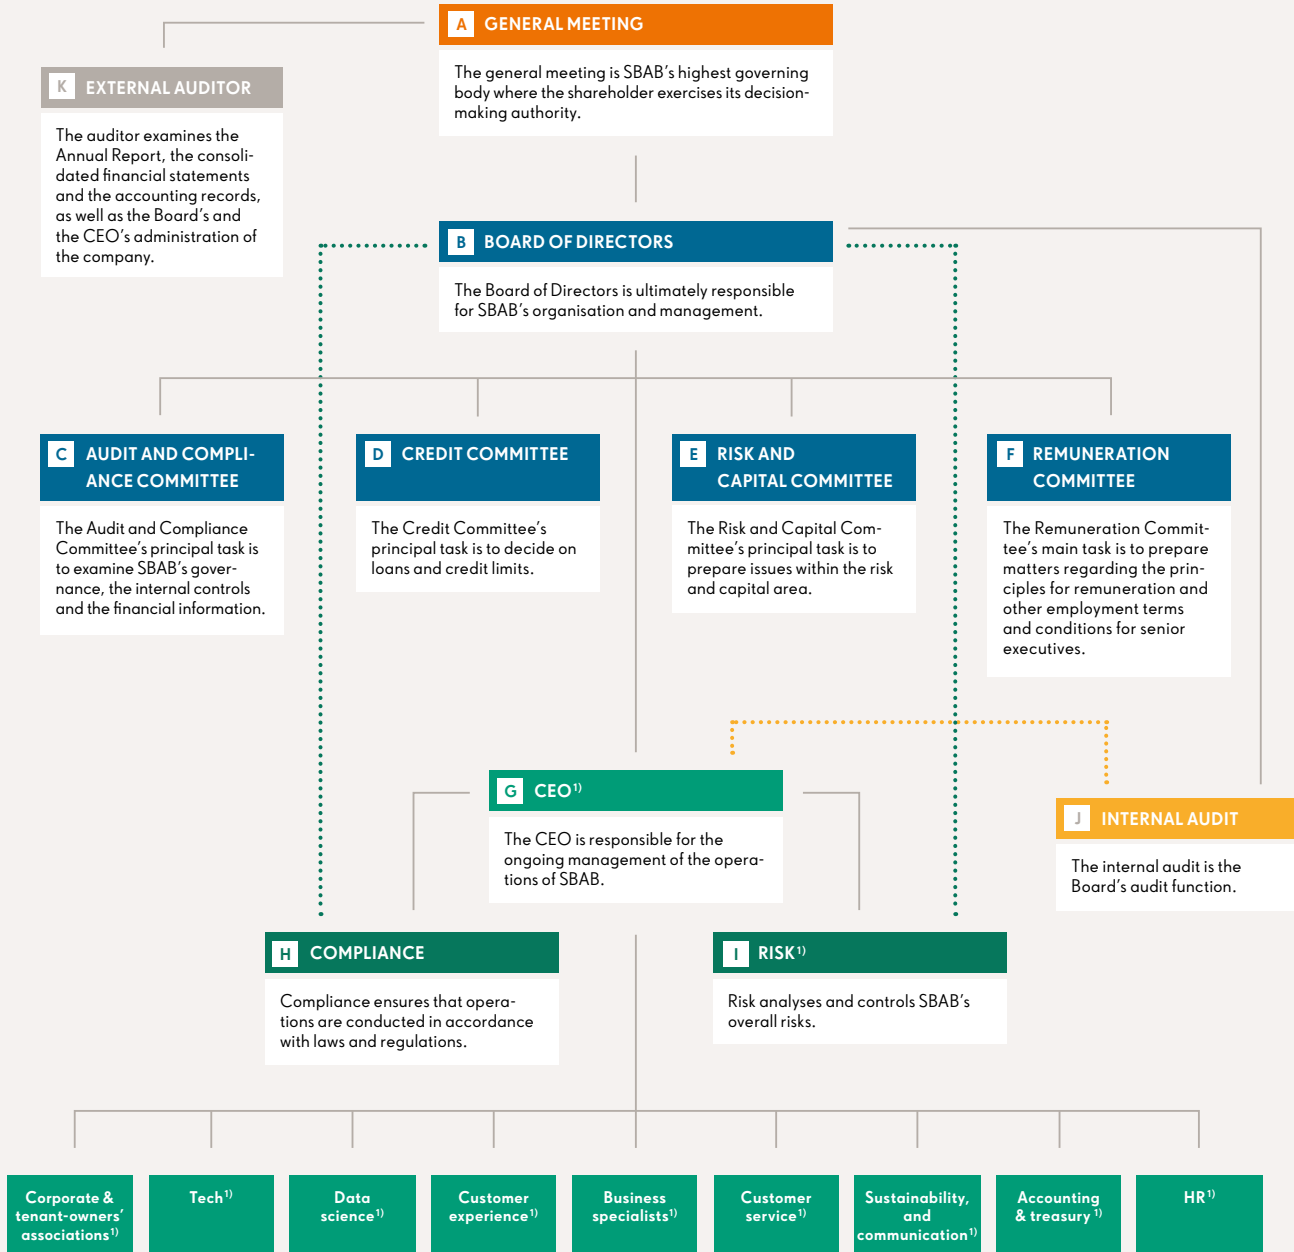 A GENERAL MEETING
The general meeting is SBAB's highest governing
body where the shareholder exercises its decision-
making authority.
K EXTERNAL AUDITOR
The auditor examines the
Annual Report, the consoli-
dated financial statements
and the accounting records,
as well as the Board's and
the CEO's administration of
the company.
B BOARD OF DIRECTORS
The Board of Directors is ultimately responsible
for SBAB's organisation and management.
C AUDIT AND COMPLI-
ANCE COMMITTEE
The Audit and Compliance
Committee's principal task is
to examine SBAB's gover-
nance, the internal controls
and the financial information.
D CREDIT COMMITTEE
The Credit Committee's
principal task is to decide on
loans and credit limits.
E RISK AND
CAPITAL COMMITTEE
The Risk and Capital Com-
mittee's principal task is to
prepare issues within the risk
and capital area.
F REMUNERATION
COMMITTEE
The Remuneration Commit-
tee's main task is to prepare
matters regarding the prin-
ciples for remuneration and
other employment terms
and conditions for senior
executives.
G CEO¹⁾
The CEO is responsible for the
ongoing management of the opera-
tions of SBAB.
J INTERNAL AUDIT
The internal audit is the
Board's audit function.
H COMPLIANCE
Compliance ensures that opera-
tions are conducted in accordance
with laws and regulations.
I RISK¹⁾
Risk analyses and controls SBAB's
overall risks.
Corporate &
tenant-owners'
associations¹⁾
Tech¹⁾
Data
science¹⁾
Customer
experience¹⁾
Business
specialists¹⁾
Customer
service¹⁾
Sustainability,
and
communication¹⁾
Accounting
& treasury ¹⁾
HR¹⁾